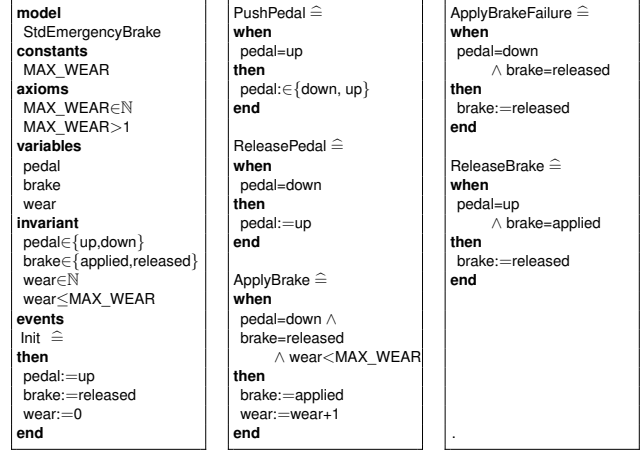 model
StdEmergencyBrake
constants
MAX_WEAR
axioms
MAX_WEAR∈ℕ
MAX_WEAR>1
variables
pedal
brake
wear
invariant
pedal∈{up,down}
brake∈{applied,released}
wear∈ℕ
wear≤MAX_WEAR
events
Init ≙
then
pedal:=up
brake:=released
wear:=0
end
PushPedal ≙
when
pedal=up
then
pedal:∈{down, up}
end
ReleasePedal ≙
when
pedal=down
then
pedal:=up
end
ApplyBrake ≙
when
pedal=down ∧
brake=released
∧ wear<MAX_WEAR
then
brake:=applied
wear:=wear+1
end
ApplyBrakeFailure ≙
when
pedal=down
∧ brake=released
then
brake:=released
end
ReleaseBrake ≙
when
pedal=up
∧ brake=applied
then
brake:=released
end
.